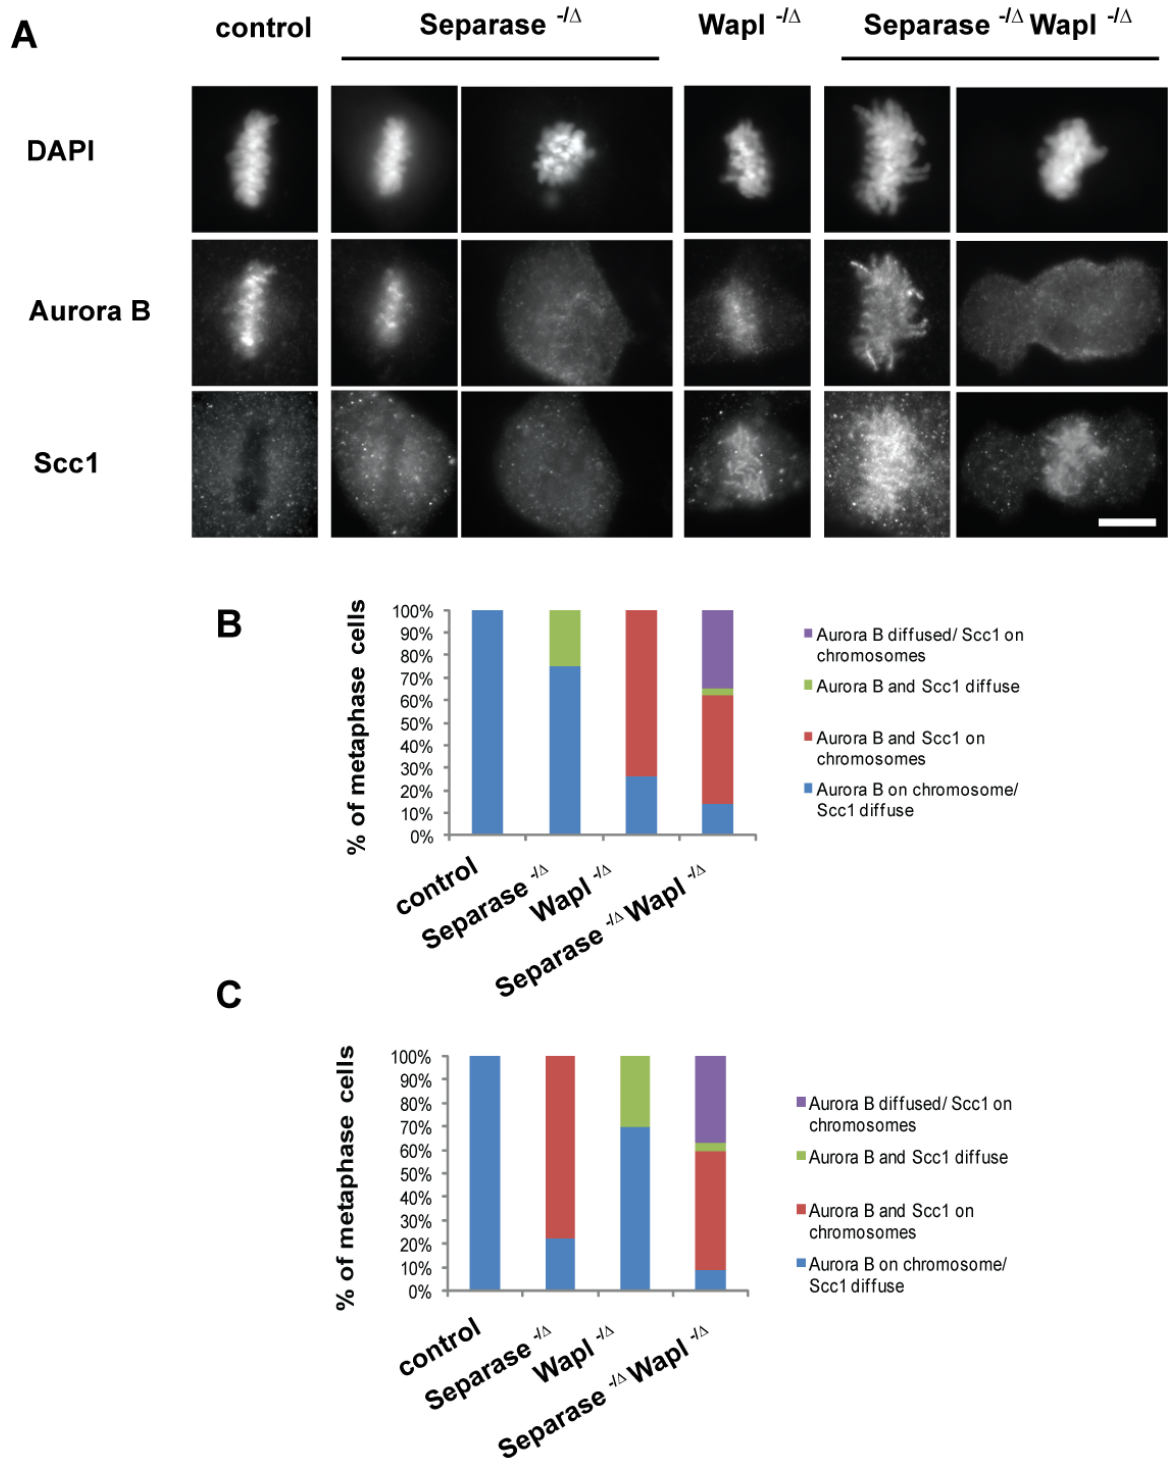 A
control
Separase -/Δ
Wapl -/Δ
Separase -/Δ Wapl -/Δ
DAPI
Aurora B
Scc1
B
% of metaphase cells
100%
90%
80%
70%
60%
50%
40%
30%
20%
10%
0%
control
Separase -/Δ
Wapl -/Δ
Separase -/Δ Wapl -/Δ
Aurora B diffused/ Scc1 on
chromosomes
Aurora B and Scc1 diffuse
Aurora B and Scc1 on
chromosomes
Aurora B on chromosome/
Scc1 diffuse
C
% of metaphase cells
100%
90%
80%
70%
60%
50%
40%
30%
20%
10%
0%
control
Separase -/Δ
Wapl -/Δ
Separase -/Δ Wapl -/Δ
Aurora B diffused/ Scc1 on
chromosomes
Aurora B and Scc1 diffuse
Aurora B and Scc1 on
chromosomes
Aurora B on chromosome/
Scc1 diffuse